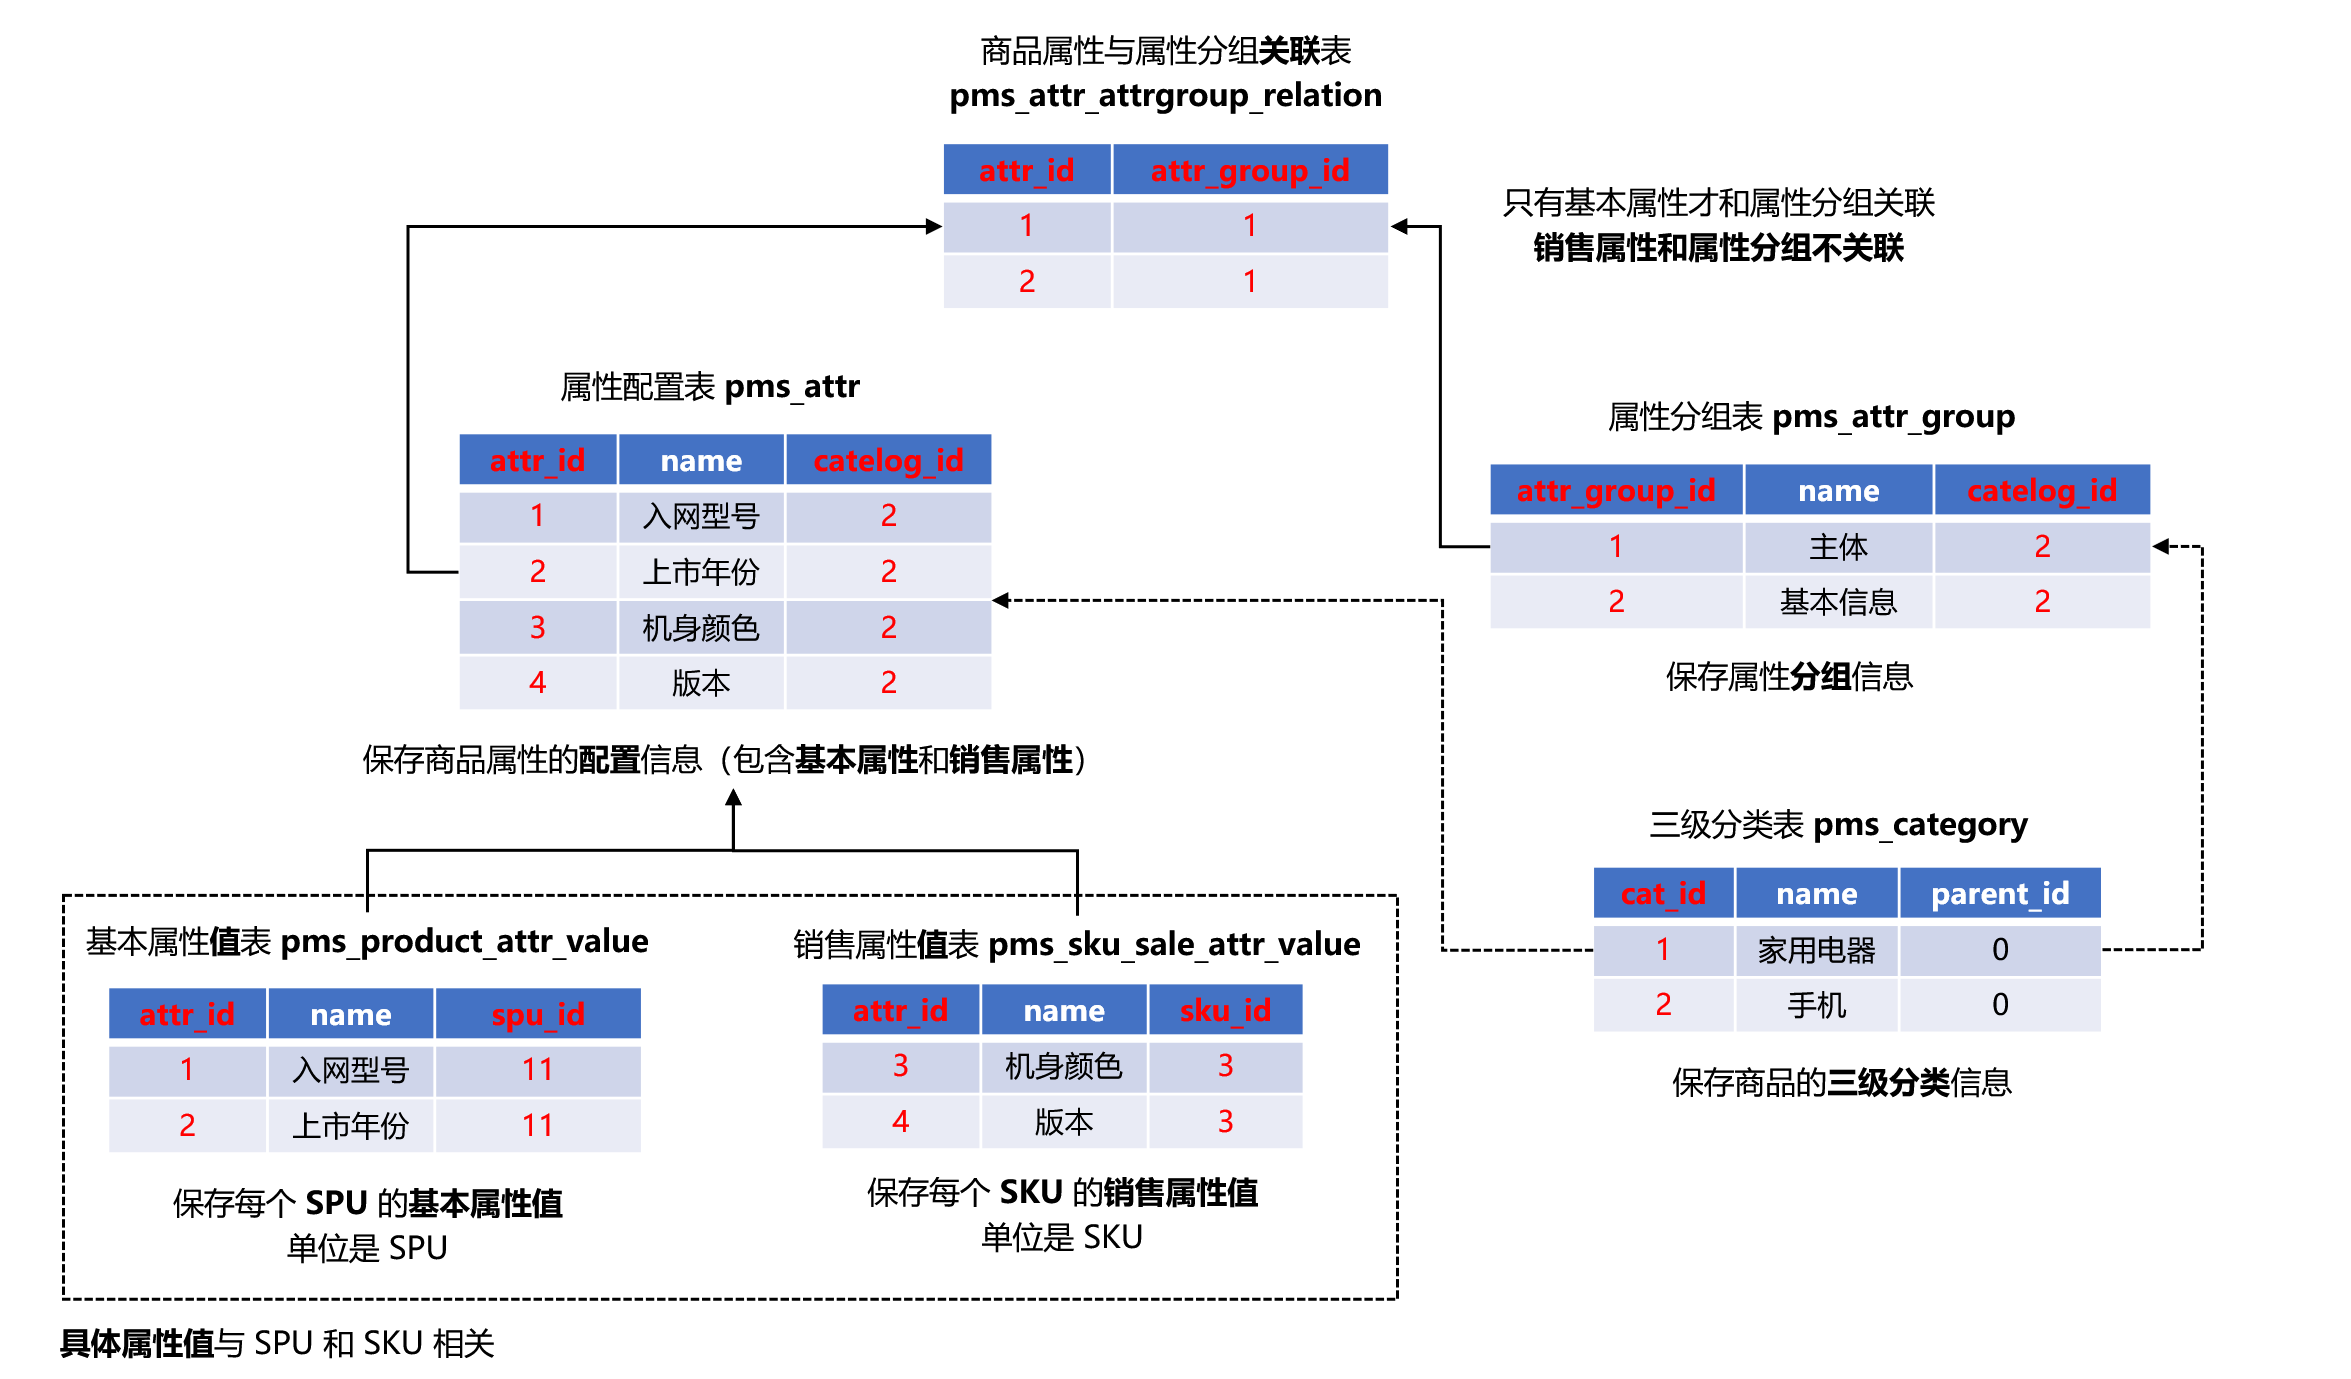 商品属性与属性分组关联表
pms_attr_attrgroup_relation
attr_id attr_group_id
1 1
2 1
只有基本属性才和属性分组关联
销售属性和属性分组不关联
属性配置表 pms_attr
attr_id name catelog_id
1 入网型号 2
2 上市年份 2
3 机身颜色 2
4 版本 2
保存商品属性的配置信息（包含基本属性和销售属性）
属性分组表 pms_attr_group
attr_group_id name catelog_id
1 主体 2
2 基本信息 2
保存属性分组信息
三级分类表 pms_category
cat_id name parent_id
1 家用电器 0
2 手机 0
保存商品的三级分类信息
基本属性值表 pms_product_attr_value
attr_id name spu_id
1 入网型号 11
2 上市年份 11
保存每个 SPU 的基本属性值
单位是 SPU
销售属性值表 pms_sku_sale_attr_value
attr_id name sku_id
3 机身颜色 3
4 版本 3
保存每个 SKU 的销售属性值
单位是 SKU
具体属性值与 SPU 和 SKU 相关